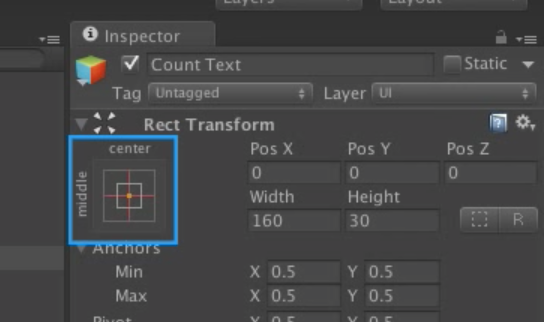 Layers Layout
Inspector
Count Text Static
Tag Untagged Layer UI
Rect Transform
center Pos X Pos Y Pos Z
middle 0 0 0
Width Height
160 30 R
Anchors
Min X 0.5 Y 0.5
Max X 0.5 Y 0.5
Pivot X 0.5 Y 0.5